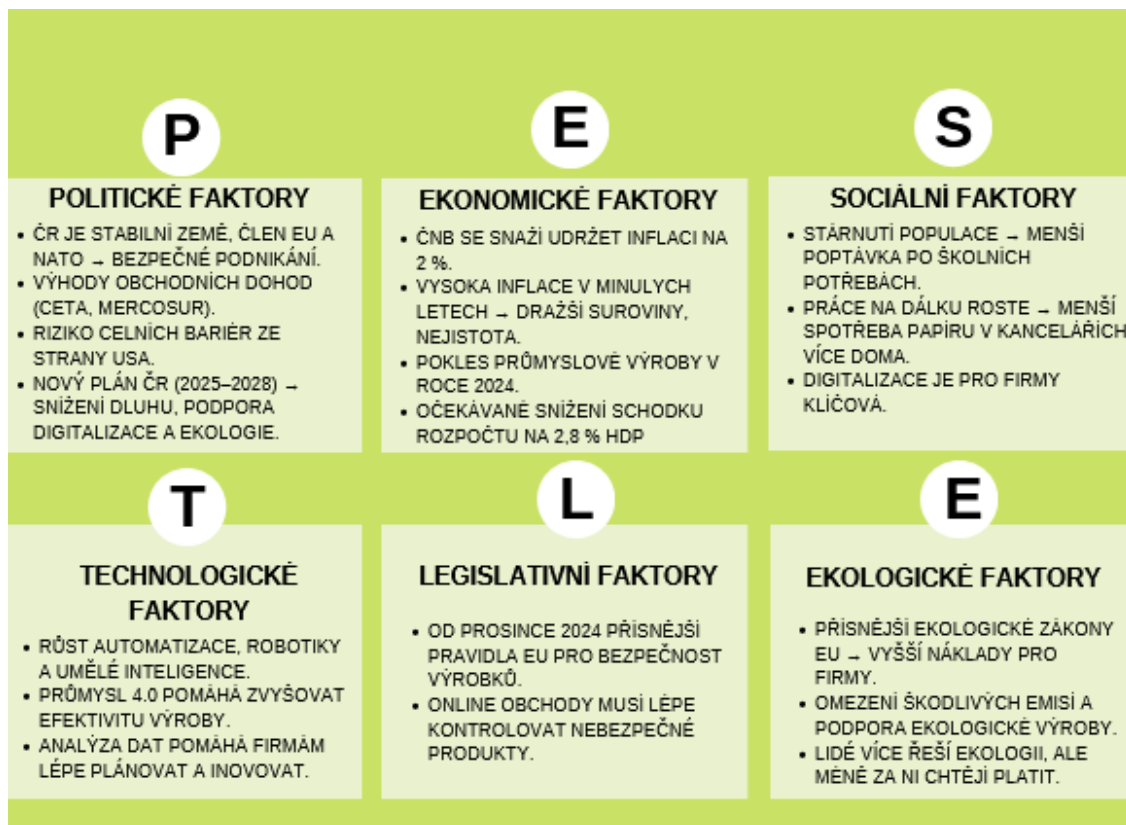 P
POLITICKÉ FAKTORY
• ČR JE STABILNÍ ZEMĚ, ČLEN EU A
NATO → BEZPEČNÉ PODNIKÁNÍ.
• VÝHODY OBCHODNÍCH DOHOD
(CETA, MERCOSUR).
• RIZIKO CELNÍCH BARIÉR ZE
STRANY USA.
• NOVÝ PLÁN ČR (2025–2028) →
SNÍŽENÍ DLUHU, PODPORA
DIGITALIZACE A EKOLOGIE.
E
EKONOMICKÉ FAKTORY
• ČNB SE SNAŽÍ UDRŽET INFLACI NA
2 %.
• VYSOKA INFLACE V MINULYCH
LETECH → DRAŽŠÍ SUROVINY,
NEJISTOTA.
• POKLES PRŮMYSLOVÉ VÝROBY V
ROCE 2024.
• OČEKÁVANÉ SNÍŽENÍ SCHODKU
ROZPOČTU NA 2,8 % HDP
S
SOCIÁLNÍ FAKTORY
• STÁRNUTÍ POPULACE → MENŠÍ
POPTÁVKA PO ŠKOLNÍCH
POTŘEBÁCH.
• PRÁCE NA DÁLKU ROSTE → MENŠÍ
SPOTŘEBA PAPÍRU V KANCELÁŘÍCH
VÍCE DOMA.
• DIGITALIZACE JE PRO FIRMY
KLÍČOVÁ.
T
TECHNOLOGICKÉ
FAKTORY
• RŮST AUTOMATIZACE, ROBOTIKY
A UMĚLÉ INTELIGENCE.
• PRŮMYSL 4.0 POMÁHÁ ZVYŠOVAT
EFEKTIVITU VÝROBY.
• ANALÝZA DAT POMÁHÁ FIRMÁM
LÉPE PLÁNOVAT A INOVOVAT.
L
LEGISLATIVNÍ FAKTORY
• OD PROSINCE 2024 PŘÍSNĚJŠÍ
PRAVIDLA EU PRO BEZPEČNOST
VÝROBKŮ.
• ONLINE OBCHODY MUSÍ LÉPE
KONTROLOVAT NEBEZPEČNÉ
PRODUKTY.
E
EKOLOGICKÉ FAKTORY
• PŘÍSNĚJŠÍ EKOLOGICKÉ ZÁKONY
EU → VYŠŠÍ NÁKLADY PRO
FIRMY.
• OMEZENÍ ŠKODLIVÝCH EMISÍ A
PODPORA EKOLOGICKÉ VÝROBY.
• LIDÉ VÍCE ŘEŠÍ EKOLOGII, ALE
MÉNĚ ZA NI CHTĚJÍ PLATIT.